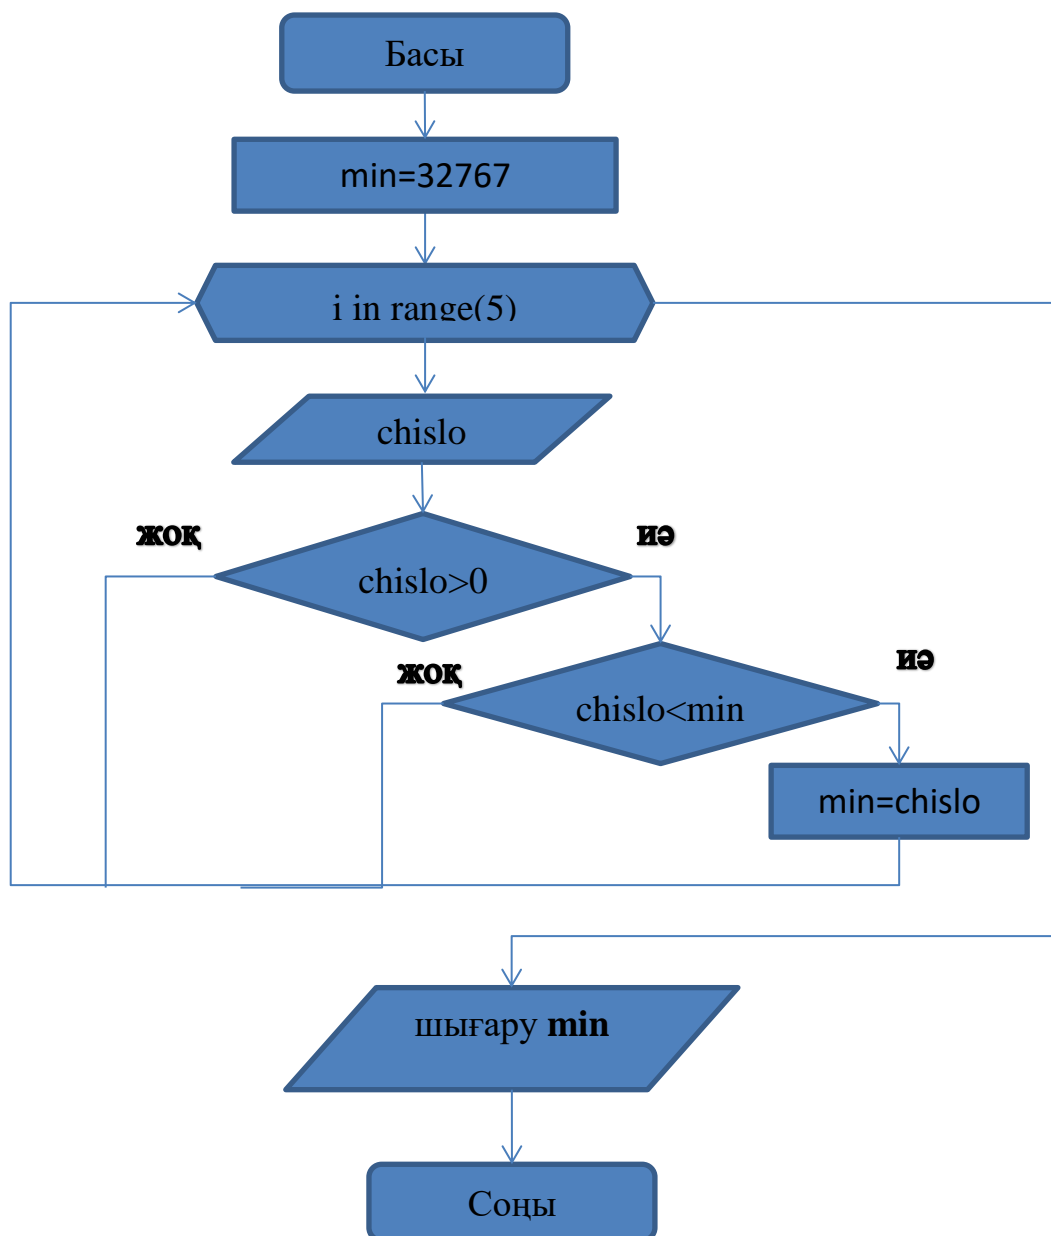 Басы
min=32767
i in range(5)
chislo
жоқ
иә
chislo>0
жоқ
иә
chislo<min
min=chislo
шығару min
Соңы